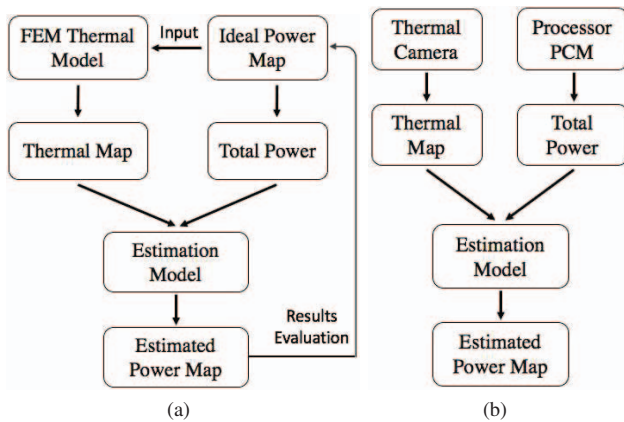 FEM Thermal
Model
Input
Ideal Power
Map
Thermal Map
Total Power
Estimation
Model
Results
Evaluation
Estimated
Power Map
(a)
Thermal
Camera
Processor
PCM
Thermal
Map
Total
Power
Estimation
Model
Estimated
Power Map
(b)